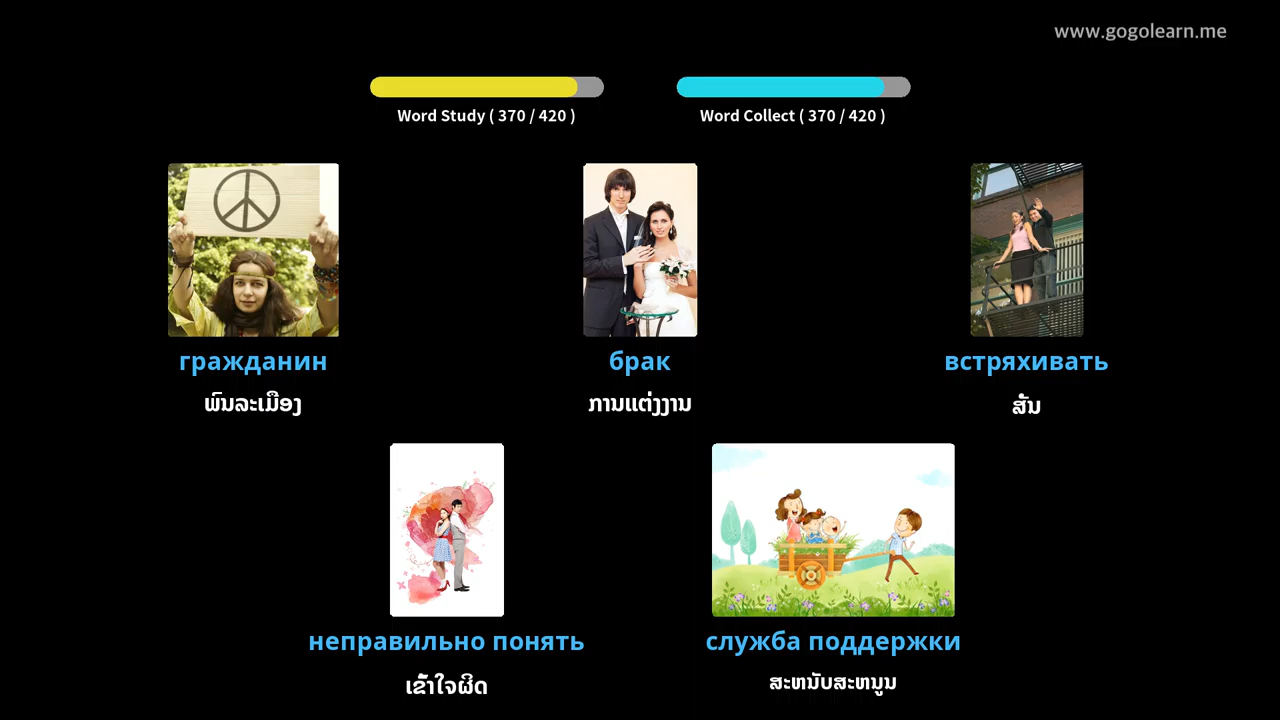 www.gogolearn.me
Word Study ( 370 / 420 )
Word Collect ( 370 / 420 )
гражданин
ພົນລະເມືອງ
брак
ການແຕ່ງງານ
встряхивать
ສັ່ນ
неправильно понять
ເຂົ້າໃຈຜິດ
служба поддержки
ສະໜັບສະໜູນ